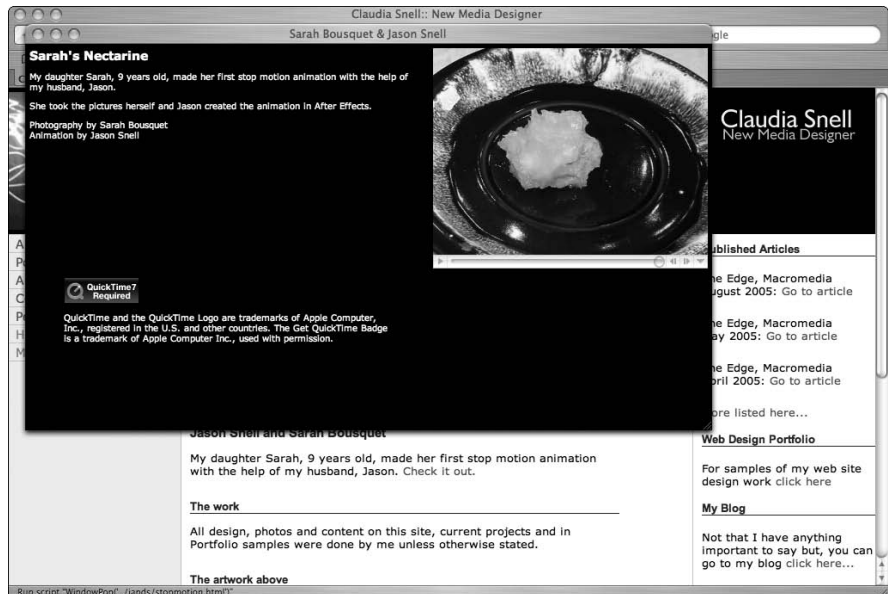 Claudia Snell:: New Media Designer
Sarah Bousquet & Jason Snell
gle
Sarah's Nectarine
My daughter Sarah, 9 years old, made her first stop motion animation with the help of
my husband, Jason.
She took the pictures herself and Jason created the animation in After Effects.
Photography by Sarah Bousquet
Animation by Jason Snell
QuickTime7
Required
QuickTime and the QuickTime Logo are trademarks of Apple Computer,
Inc., registered in the U.S. and other countries. The Get QuickTime Badge
is a trademark of Apple Computer Inc., used with permission.
Claudia Snell
New Media Designer
A
P
A
C
P
H
M
Jason Snell and Sarah Bousquet
My daughter Sarah, 9 years old, made her first stop motion animation
with the help of my husband, Jason. Check it out.
The work
All design, photos and content on this site, current projects and in
Portfolio samples were done by me unless otherwise stated.
The artwork above
ublished Articles
he Edge, Macromedia
ugust 2005: Go to article
he Edge, Macromedia
ay 2005: Go to article
he Edge, Macromedia
pril 2005: Go to article
ore listed here...
Web Design Portfolio
For samples of my web site
design work click here
My Blog
Not that I have anything
important to say but, you can
go to my blog click here...
Run script "WindowPop('./jands/stopmotion.html')"